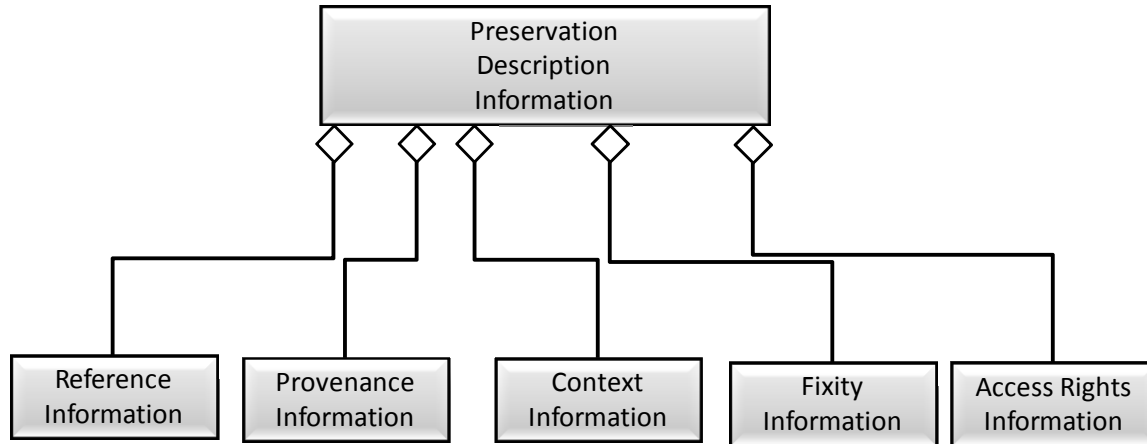 Preservation
Description
Information
Reference
Information
Provenance
Information
Context
Information
Fixity
Information
Access Rights
Information